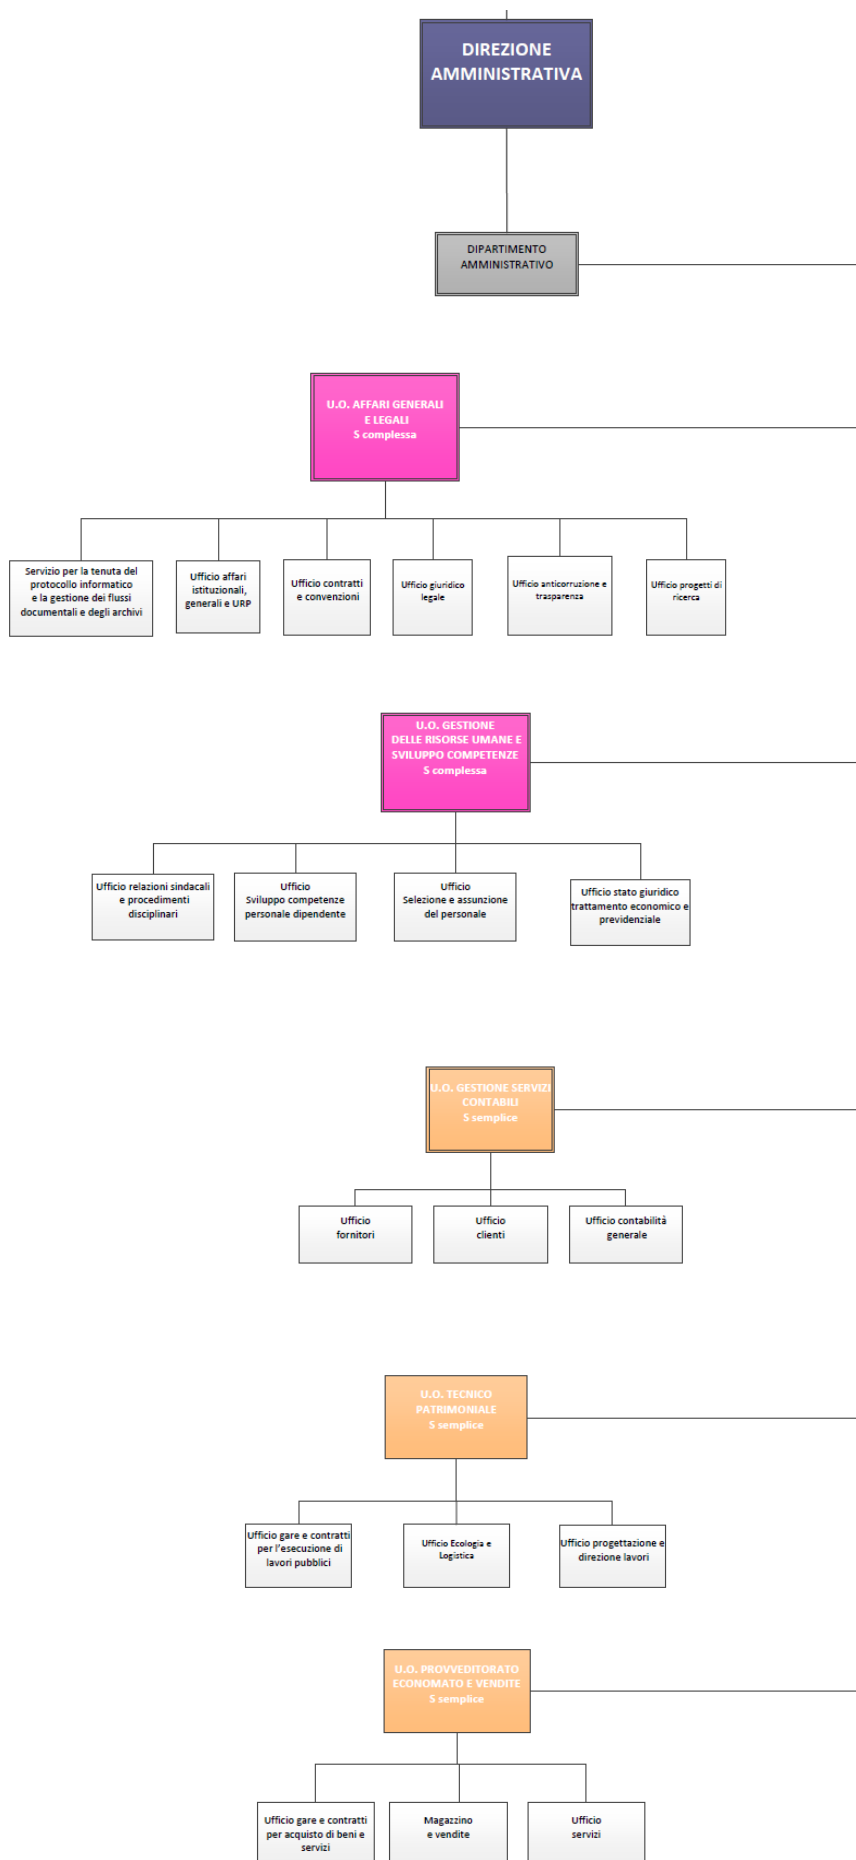 DIREZIONE
AMMINISTRATIVA
DIPARTIMENTO
AMMINISTRATIVO
U.O. AFFARI GENERALI
E LEGALI
S complessa
Servizio per la tenuta del
protocollo informatico
e la gestione dei flussi
documentali e degli archivi
Ufficio affari
istituzionali,
generali e URP
Ufficio contratti
e convenzioni
Ufficio giuridico
legale
Ufficio anticorruzione e
trasparenza
Ufficio progetti di
ricerca
U.O. GESTIONE
DELLE RISORSE UMANE E
SVILUPPO COMPETENZE
S complessa
Ufficio relazioni sindacali
e procedimenti
disciplinari
Ufficio
Sviluppo competenze
personale dipendente
Ufficio
Selezione e assunzione
del personale
Ufficio stato giuridico
trattamento economico e
previdenziale
U.O. GESTIONE SERVIZI
CONTABILI
S semplice
Ufficio
fornitori
Ufficio
clienti
Ufficio contabilità
generale
U.O. TECNICO
PATRIMONIALE
S semplice
Ufficio gare e contratti
per l'esecuzione di
lavori pubblici
Ufficio Ecologia e
Logistica
Ufficio progettazione e
direzione lavori
U.O. PROVVEDITORATO
ECONOMATO E VENDITE
S semplice
Ufficio gare e contratti
per acquisto di beni e
servizi
Magazzino
e vendite
Ufficio
servizi